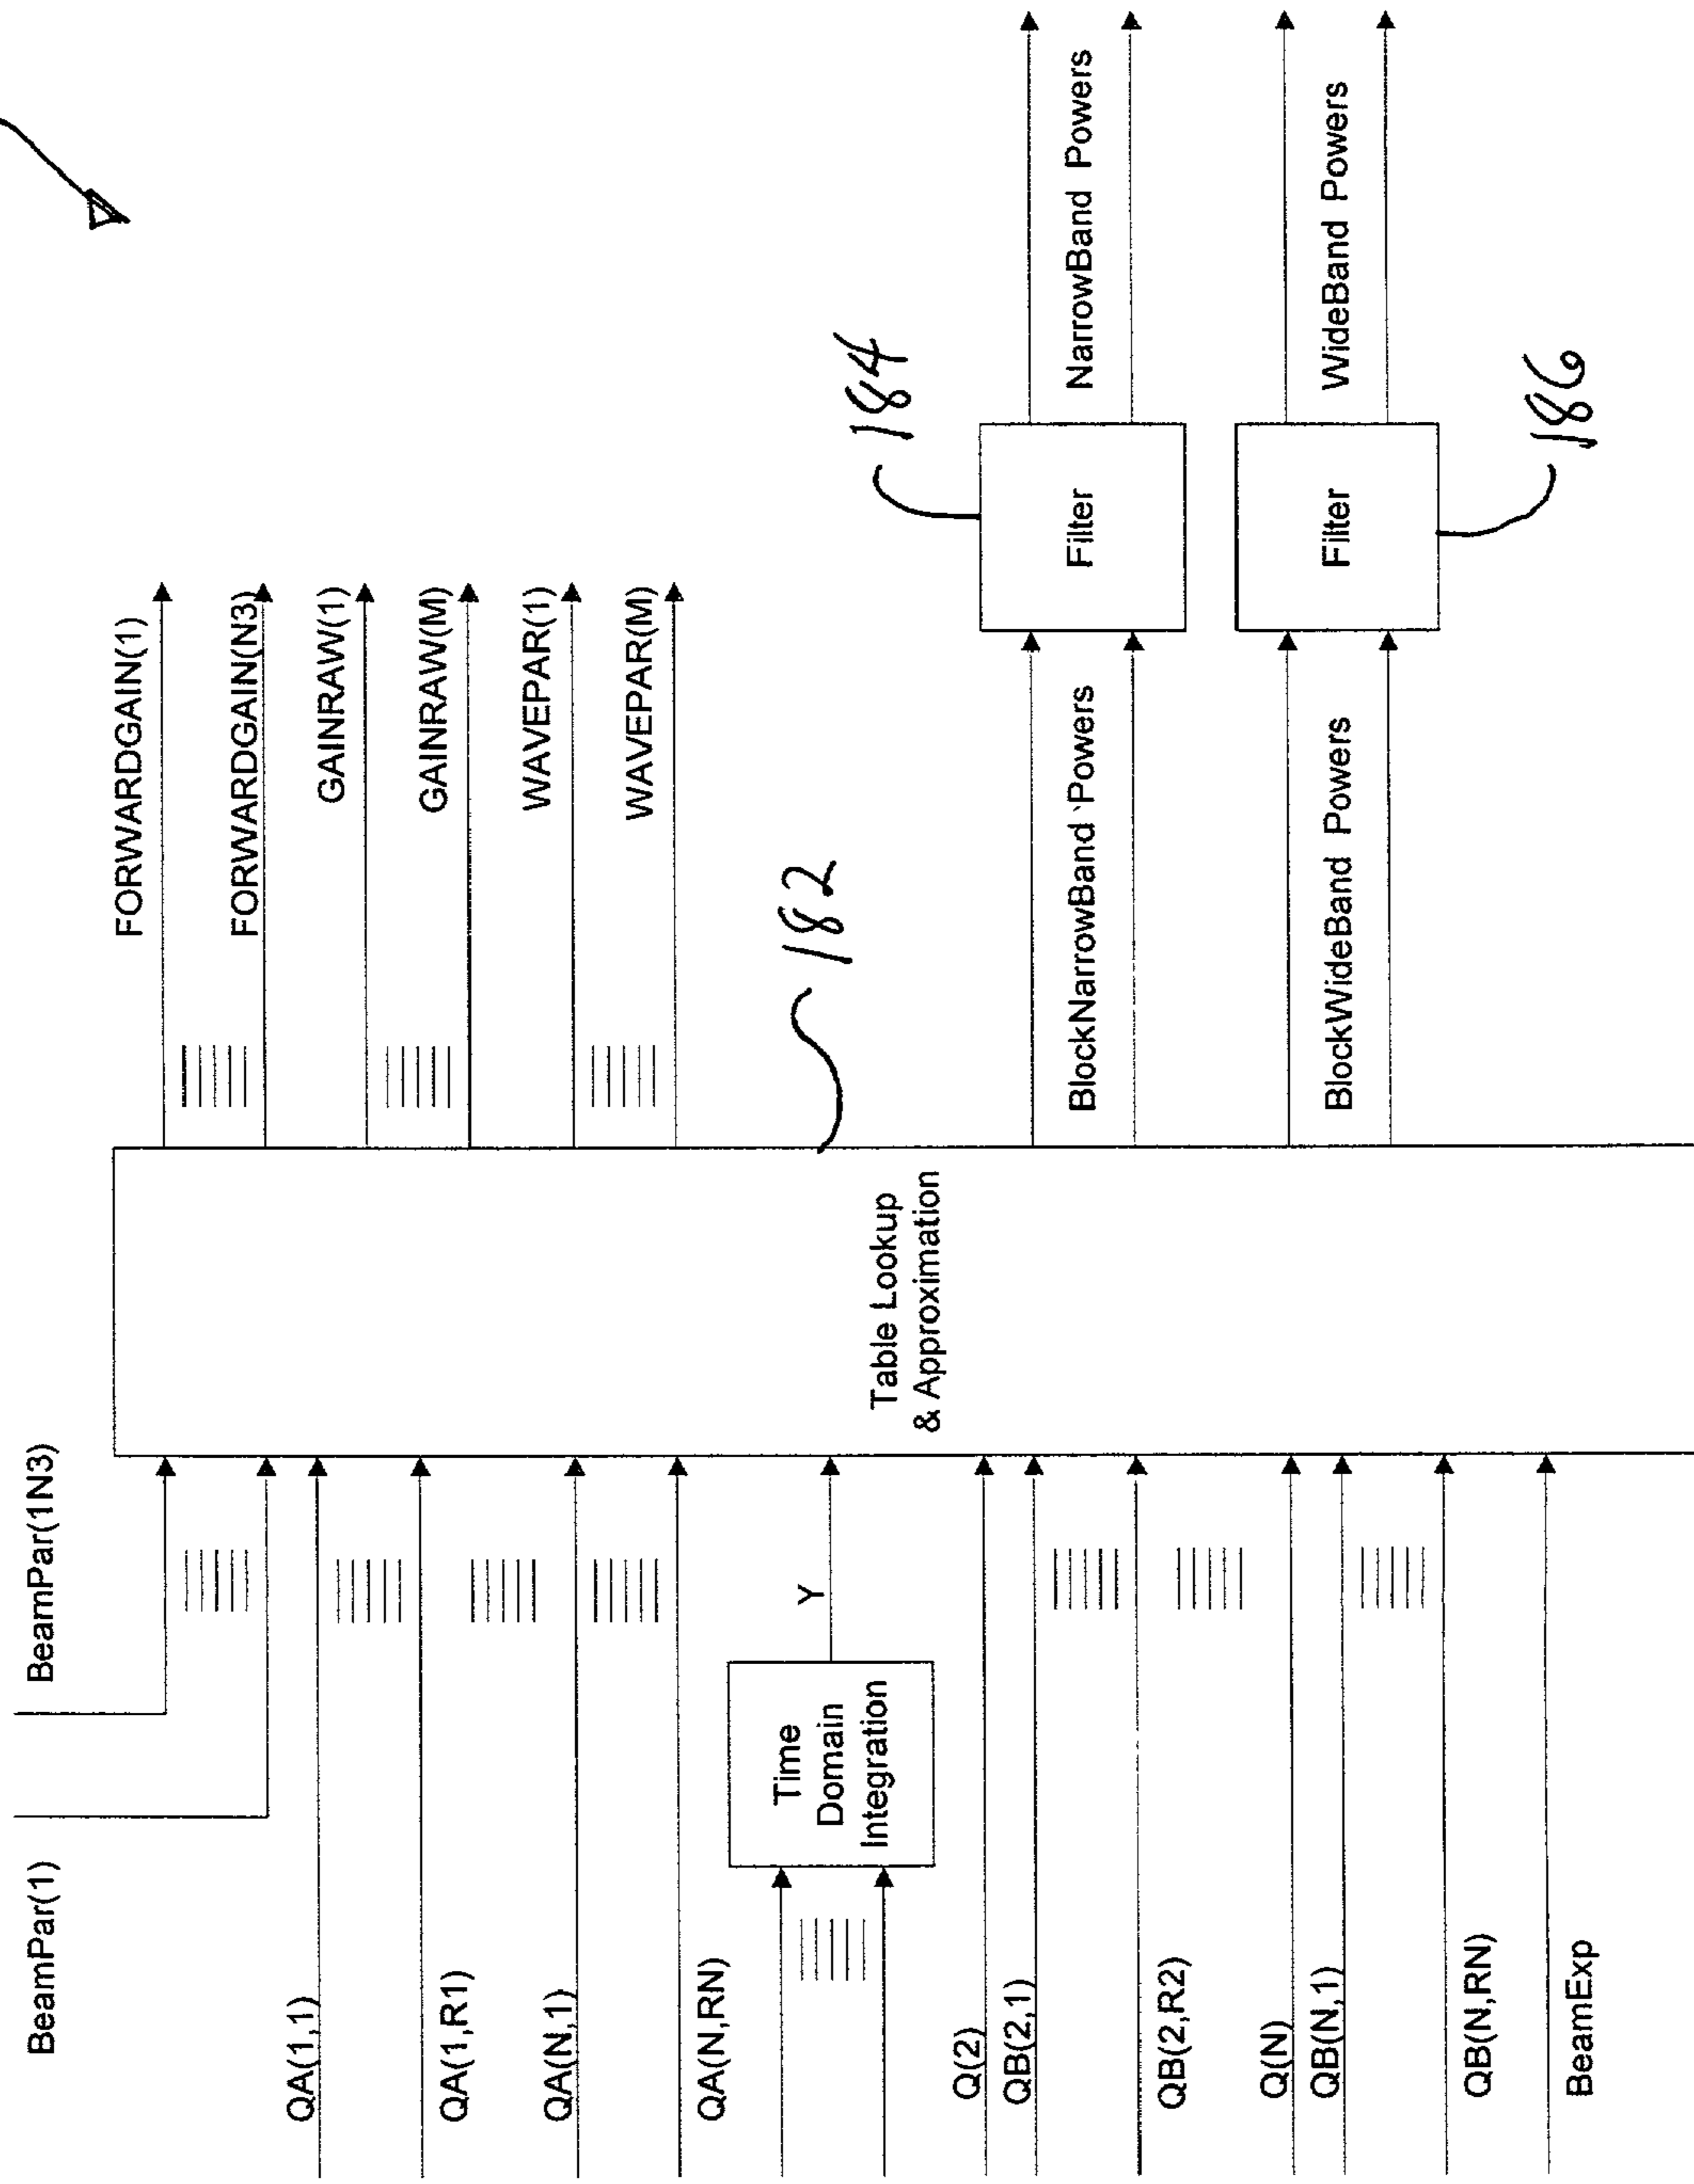 BeamPar(1)
BeamPar(1N3)
QA(1,1)
QA(1,R1)
QA(N,1)
QA(N,RN)
Time
Domain
Integration
Y
Q(2)
QB(2,1)
QB(2,R2)
Q(N)
QB(N,1)
QB(N,RN)
BeamExp
Table Lookup
& Approximation
182
FORWARDGAIN(1)
FORWARDGAIN(N3)
GAINRAW(1)
GAINRAW(M)
WAVEPAR(1)
WAVEPAR(M)
BlockNarrowBand Powers
184
Filter
NarrowBand Powers
BlockWideBand Powers
Filter
WideBand Powers
186